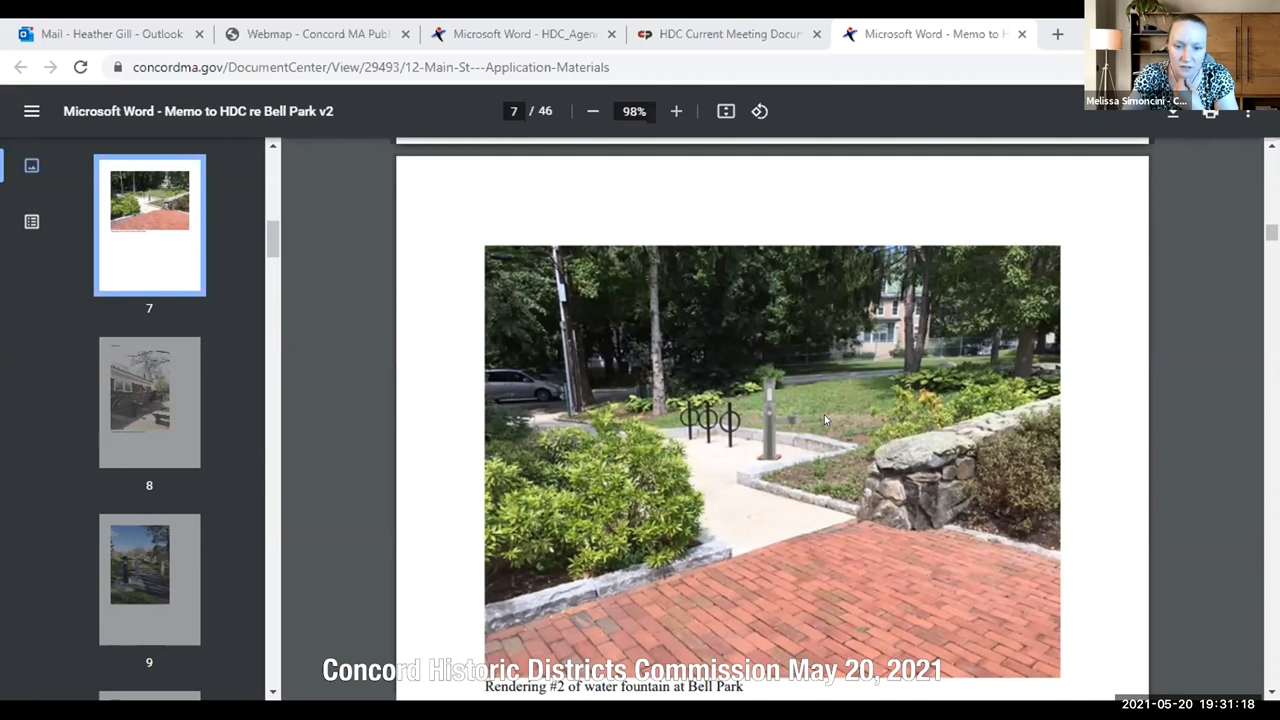 Mail - Heather Gill - Outlook
Webmap - Concord MA Publ
Microsoft Word - HDC_Agen
HDC Current Meeting Docum
Microsoft Word - Memo to H
concordma.gov/DocumentCenter/View/29493/12-Main-St---Application-Materials
Melissa Simoncini - C...
Microsoft Word - Memo to HDC re Bell Park v2
7 / 46
98%
7
8
9
Concord Historic Districts Commission May 20, 2021
Rendering #2 of water fountain at Bell Park
2021-05-20 19:31:18